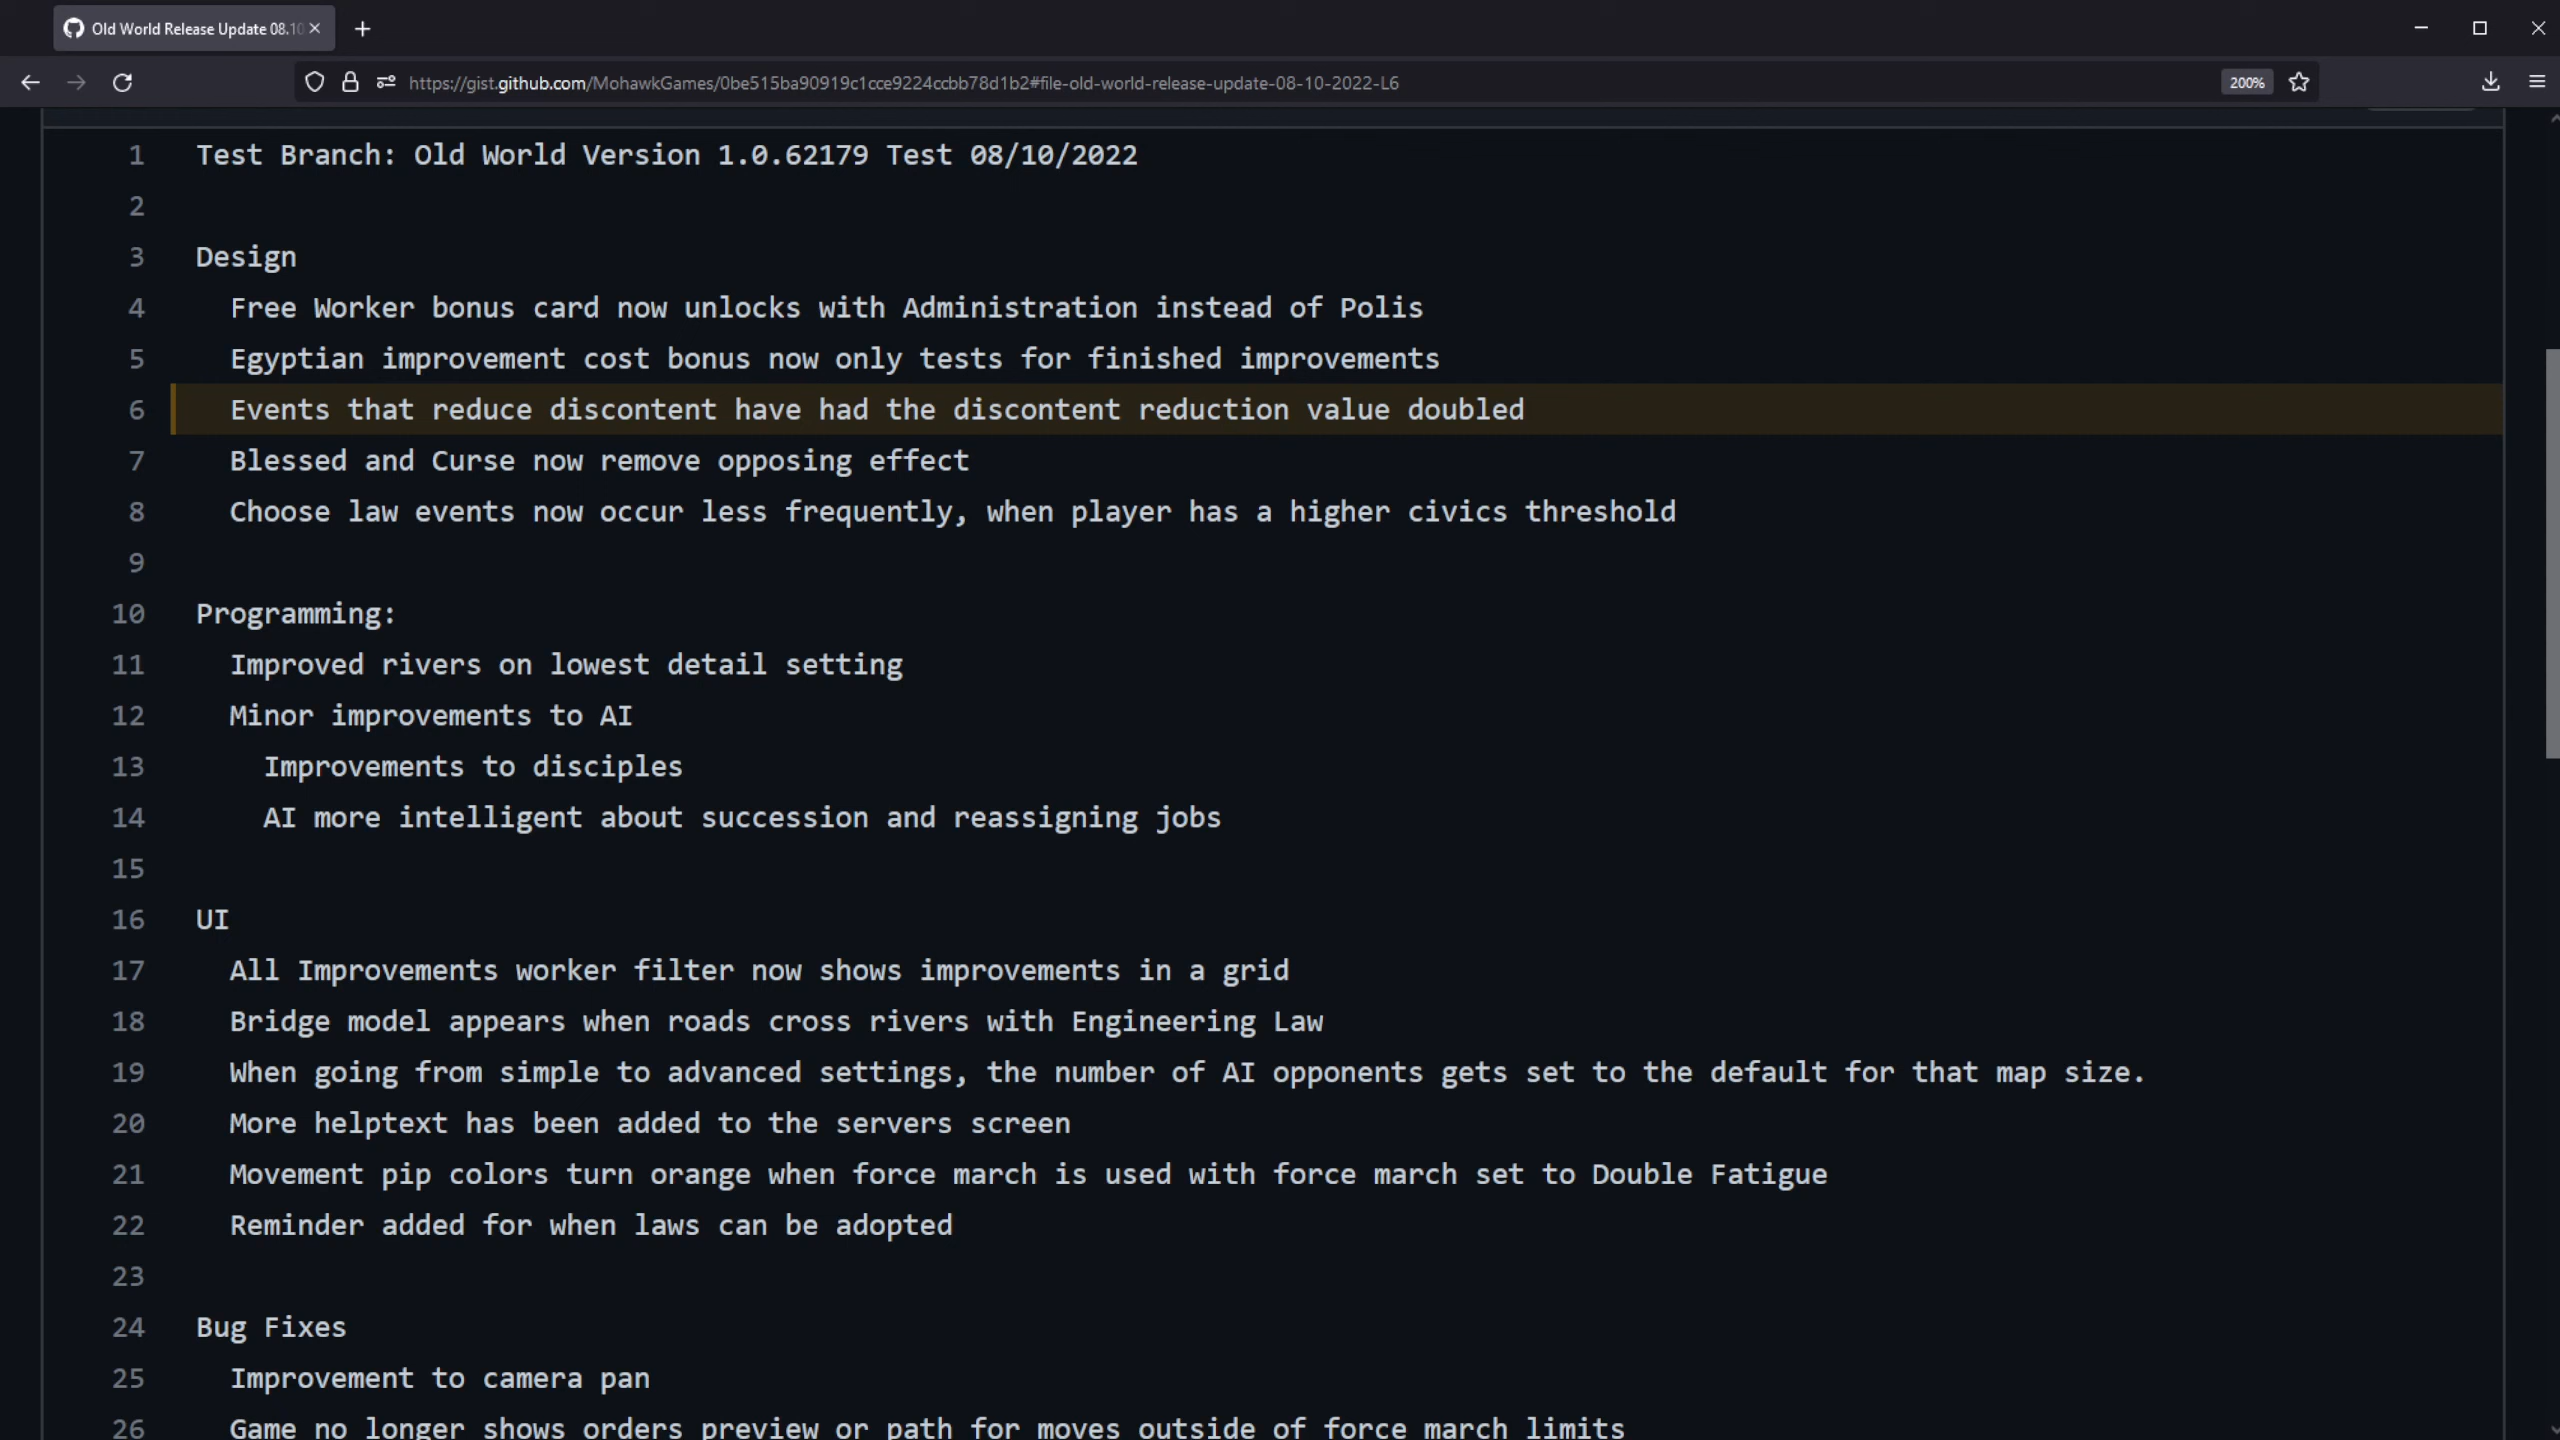 Old World Release Update 08.10
https://gist.github.com/MohawkGames/0be515ba90919c1cce9224ccbb78d1b2#file-old-world-release-update-08-10-2022-L6
200%
1 Test Branch: Old World Version 1.0.62179 Test 08/10/2022
2
3 Design
4 Free Worker bonus card now unlocks with Administration instead of Polis
5 Egyptian improvement cost bonus now only tests for finished improvements
6 Events that reduce discontent have had the discontent reduction value doubled
7 Blessed and Curse now remove opposing effect
8 Choose law events now occur less frequently, when player has a higher civics threshold
9
10 Programming:
11 Improved rivers on lowest detail setting
12 Minor improvements to AI
13 Improvements to disciples
14 AI more intelligent about succession and reassigning jobs
15
16 UI
17 All Improvements worker filter now shows improvements in a grid
18 Bridge model appears when roads cross rivers with Engineering Law
19 When going from simple to advanced settings, the number of AI opponents gets set to the default for that map size.
20 More helptext has been added to the servers screen
21 Movement pip colors turn orange when force march is used with force march set to Double Fatigue
22 Reminder added for when laws can be adopted
23
24 Bug Fixes
25 Improvement to camera pan
26 Game no longer shows orders preview or path for moves outside of force march limits